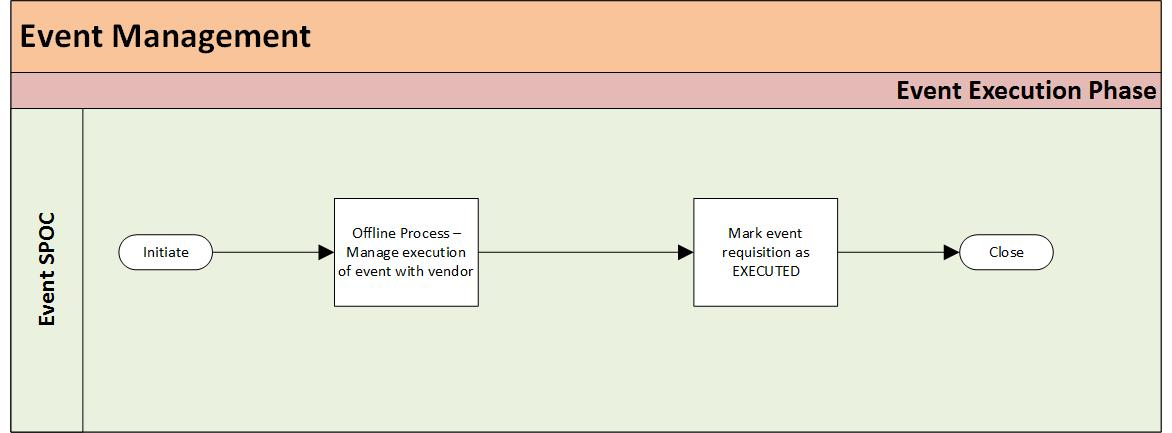 Event Management
Event Execution Phase
Event SPOC
Initiate
Offline Process –
Manage execution
of event with vendor
Mark event
requisition as
EXECUTED
Close